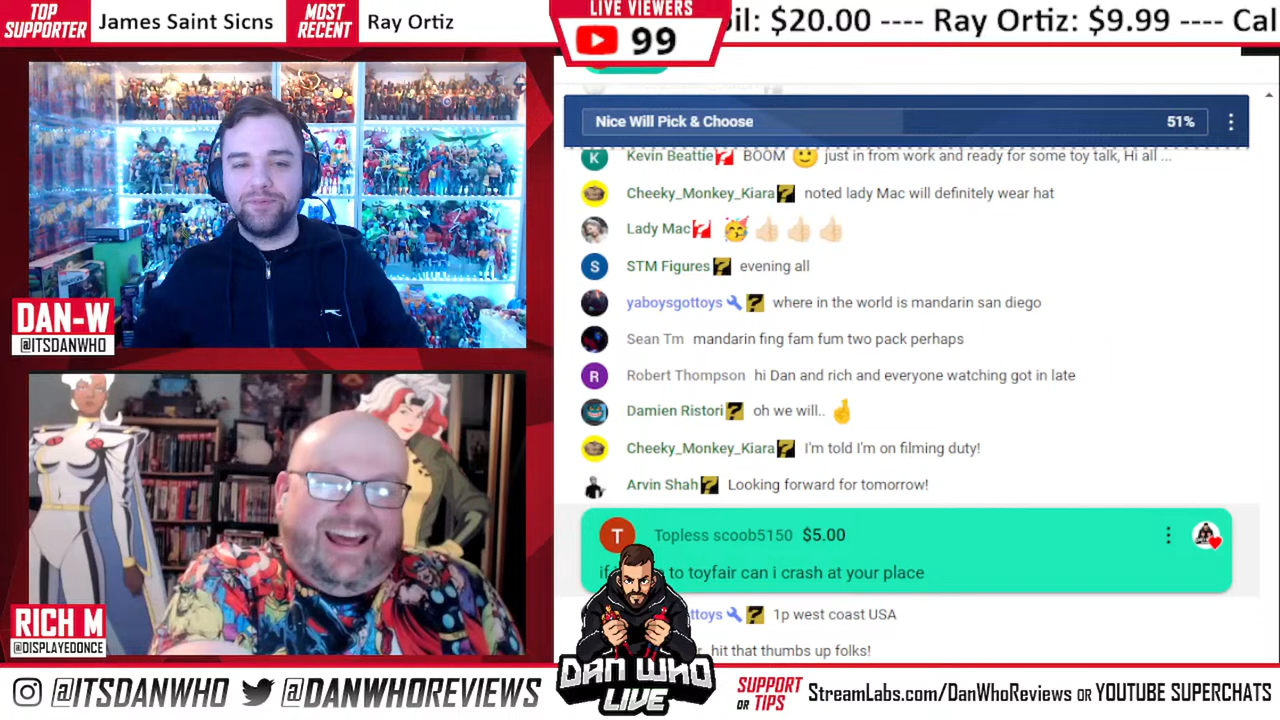 TOP
SUPPORTER
James Saint Sicns
MOST
RECENT
Ray Ortiz
LIVE VIEWERS
99
$20.00 ---- Ray Ortiz: $9.99 ---- Cal
Nice Will Pick & Choose
51%
K
Kevin Beattie BOOM just in from work and ready for some toy talk, Hi all ...
Cheeky_Monkey_Kiara ? noted lady Mac will definitely wear hat
Lady Mac
S
STM Figures ? evening all
yaboysgottoys ? where in the world is mandarin san diego
Sean Tm mandarin fing fam fum two pack perhaps
R
Robert Thompson hi Dan and rich and everyone watching got in late
Damien Ristori ? oh we will..
Cheeky_Monkey_Kiara ? I'm told I'm on filming duty!
Arvin Shah ? Looking forward for tomorrow!
T
Topless scoob5150 $5.00
to toyfair can i crash at your place
ttoys ? 1p west coast USA
hit that thumbs up folks!
DAN-W
@ITSDANWHO
RICH M
@DISPLAYEDONCE
DAN WHO
LIVE
@ITSDANWHO
@DANWHOREVIEWS
SUPPORT
OR TIPS
StreamLabs.com/DanWhoReviews OR YOUTUBE SUPERCHATS